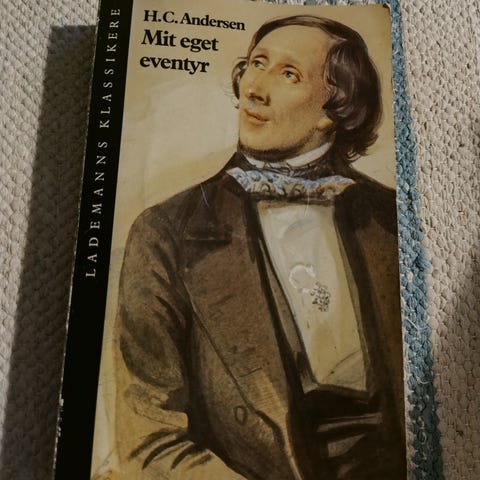 H.C. Andersen
Mit eget
eventyr
LADEMANNS KLASSIKERE